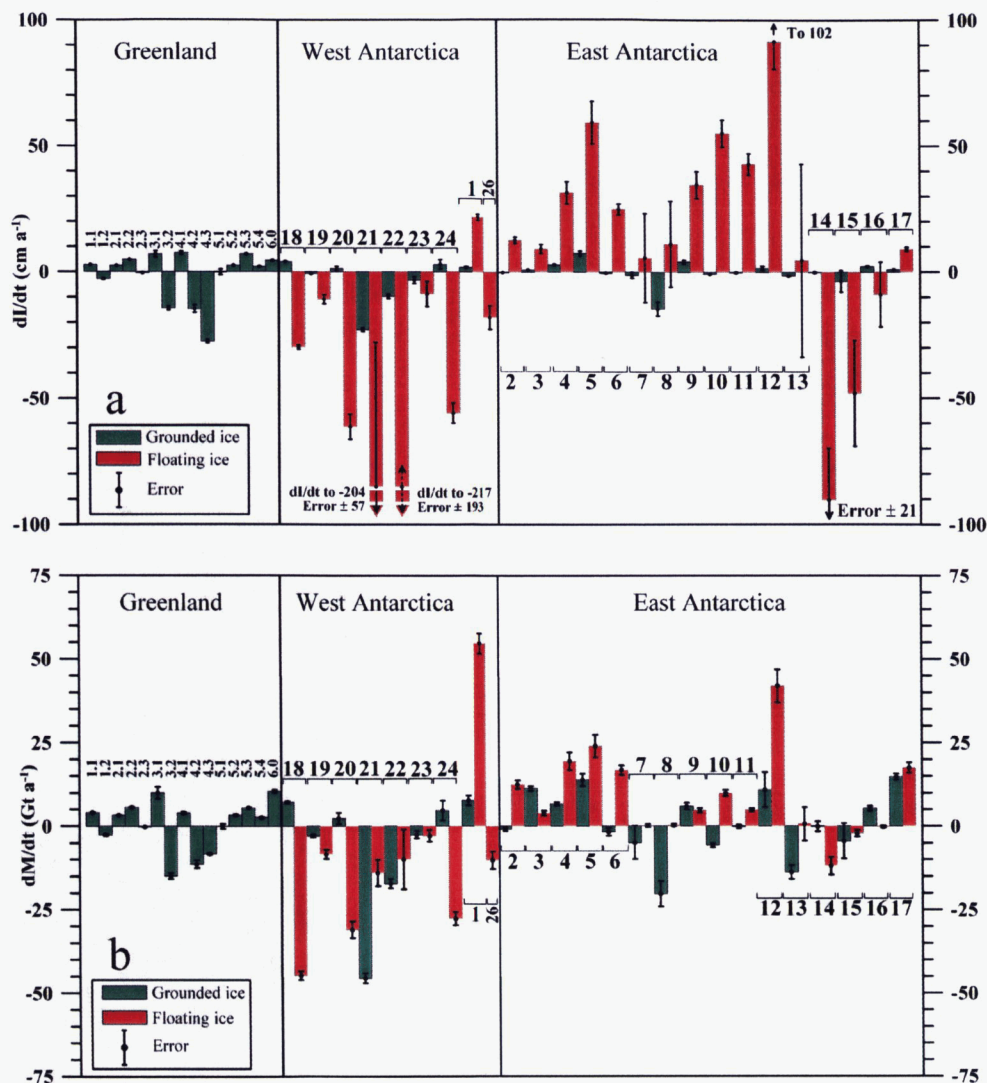 100
50
0
-50
-100
dI/dt (cm a⁻¹)
Greenland
West Antarctica
East Antarctica
To 102
100
50
0
-50
-100
1.1
1.2
2.1
2.2
2.3
3.1
3.2
4.1
4.2
4.3
5.1
5.2
5.3
5.4
6.0
18 19 20 21 22 23 24
1
26
14 15 16 17
2 3 4 5 6 7 8 9 10 11 12 13
a
Grounded ice
Floating ice
Error
dI/dt to -204
Error ± 57
dI/dt to -217
Error ± 193
Error ± 21
75
50
25
0
-25
-50
-75
dM/dt (Gt a⁻¹)
Greenland
West Antarctica
East Antarctica
75
50
25
0
-25
-50
-75
1.1
1.2
2.1
2.2
2.3
3.1
3.2
4.1
4.2
4.3
5.1
5.2
5.3
5.4
6.0
18 19 20 21 22 23 24
7 8 9 10 11
2 3 4 5 6
1
26
12 13 14 15 16 17
b
Grounded ice
Floating ice
Error